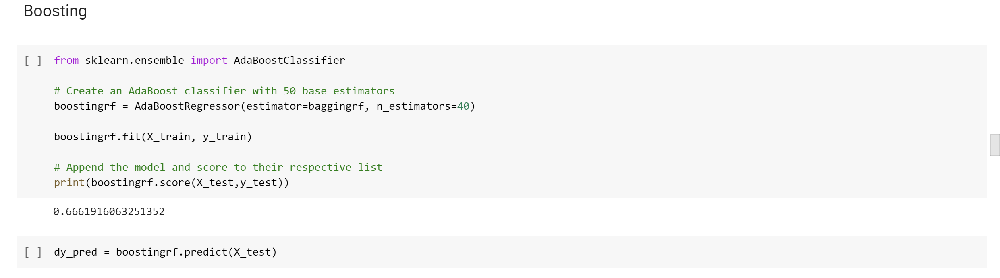 Boosting
[ ] from sklearn.ensemble import AdaBoostClassifier
# Create an AdaBoost classifier with 50 base estimators
boostingrf = AdaBoostRegressor(estimator=baggingrf, n_estimators=40)
boostingrf.fit(X_train, y_train)
# Append the model and score to their respective list
print(boostingrf.score(X_test,y_test))
0.6661916063251352
[ ] dy_pred = boostingrf.predict(X_test)